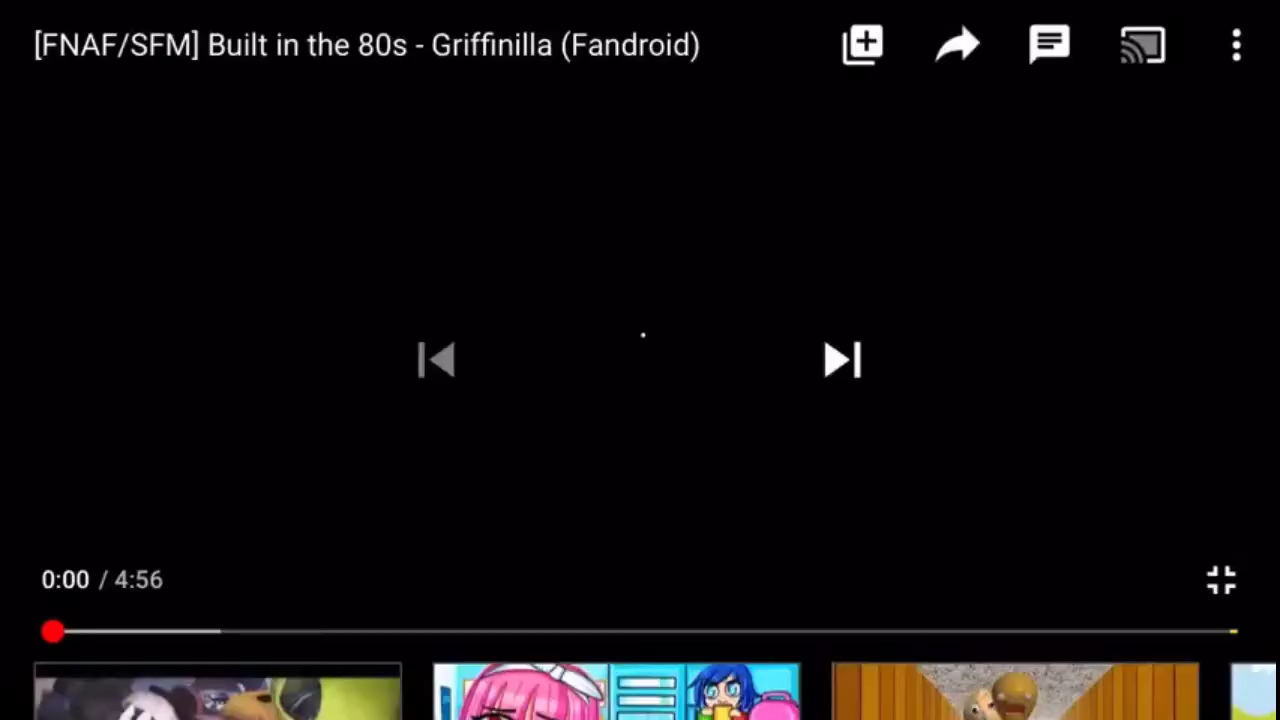 [FNAF/SFM] Built in the 80s - Griffinilla (Fandroid)
0:00 / 4:56